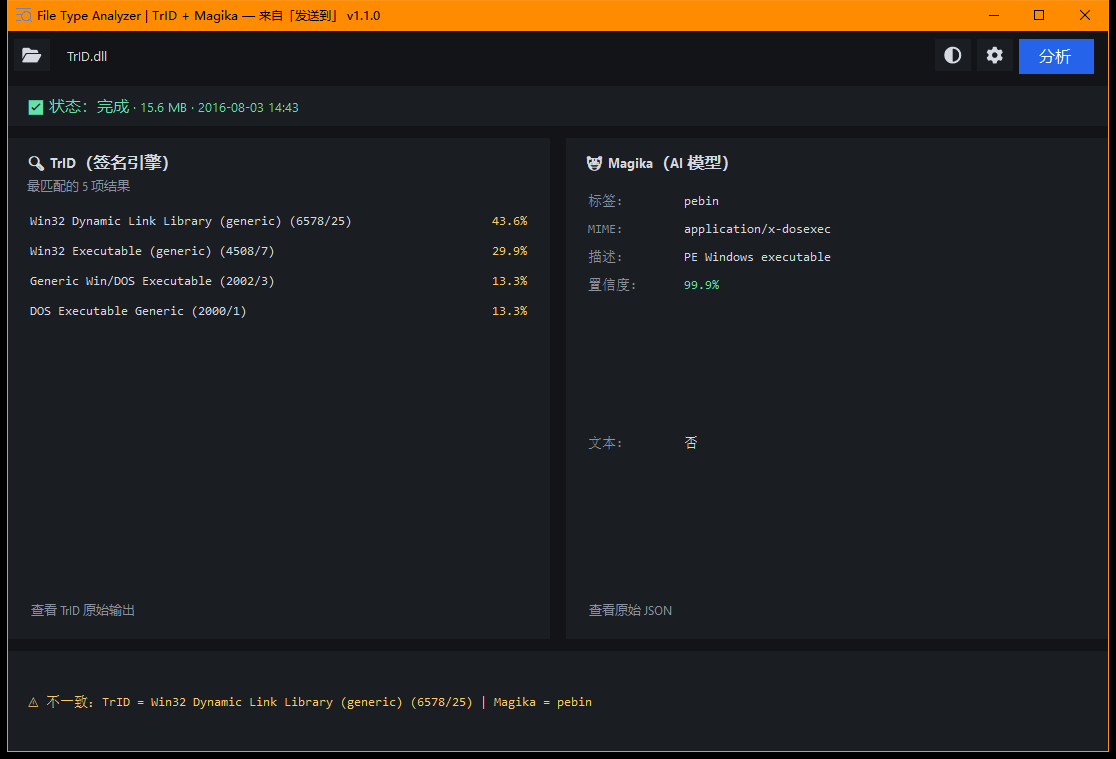 File Type Analyzer | TrID + Magika — 来自「发送到」 v1.1.0
TrID.dll
分析
状态：完成 · 15.6 MB · 2016-08-03 14:43
TrID（签名引擎）
最匹配的 5 项结果
Win32 Dynamic Link Library (generic) (6578/25) 43.6%
Win32 Executable (generic) (4508/7) 29.9%
Generic Win/DOS Executable (2002/3) 13.3%
DOS Executable Generic (2000/1) 13.3%
查看 TrID 原始输出
Magika（AI 模型）
标签： pebin
MIME: application/x-dosexec
描述： PE Windows executable
置信度： 99.9%
文本： 否
查看原始 JSON
⚠ 不一致：TrID = Win32 Dynamic Link Library (generic) (6578/25) | Magika = pebin